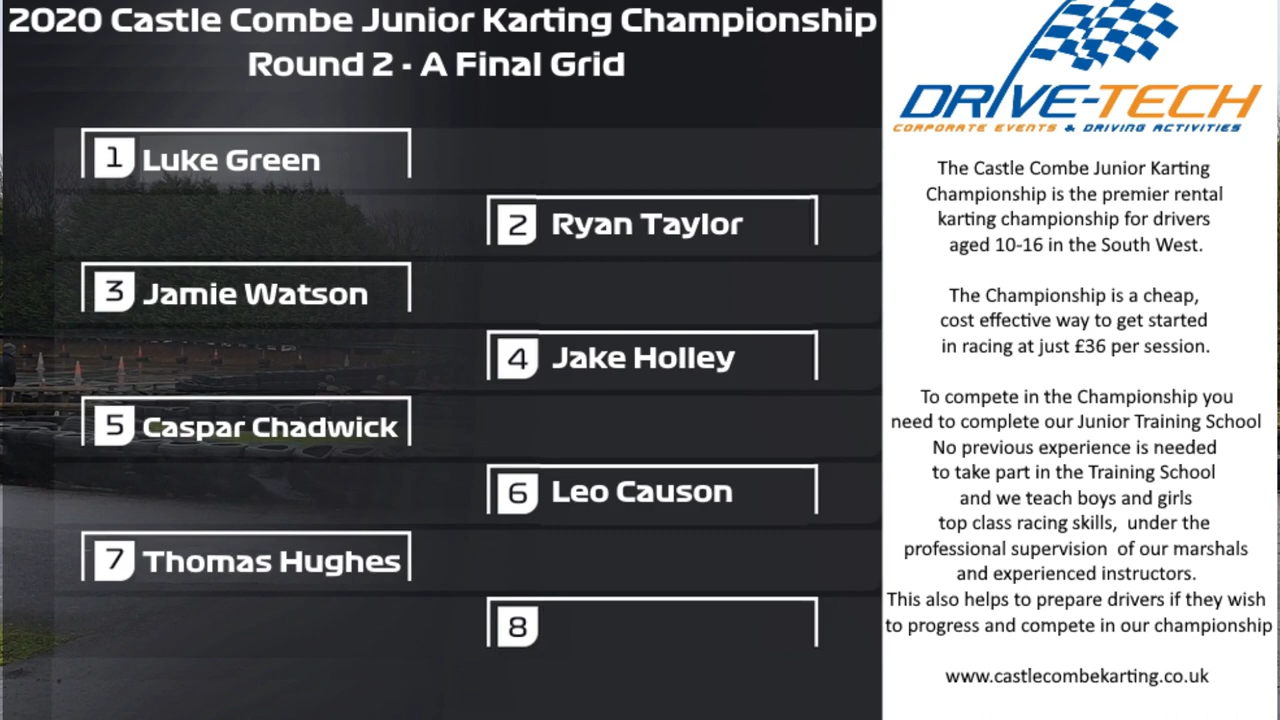 2020 Castle Combe Junior Karting Championship
Round 2 - A Final Grid
1 Luke Green
2 Ryan Taylor
3 Jamie Watson
4 Jake Holley
5 Caspar Chadwick
6 Leo Causon
7 Thomas Hughes
8
DRIVE-TECH
CORPORATE EVENTS & DRIVING ACTIVITIES
The Castle Combe Junior Karting
Championship is the premier rental
karting championship for drivers
aged 10-16 in the South West.
The Championship is a cheap,
cost effective way to get started
in racing at just £36 per session.
To compete in the Championship you
need to complete our Junior Training School
No previous experience is needed
to take part in the Training School
and we teach boys and girls
top class racing skills, under the
professional supervision of our marshals
and experienced instructors.
This also helps to prepare drivers if they wish
to progress and compete in our championship
www.castlecombekarting.co.uk